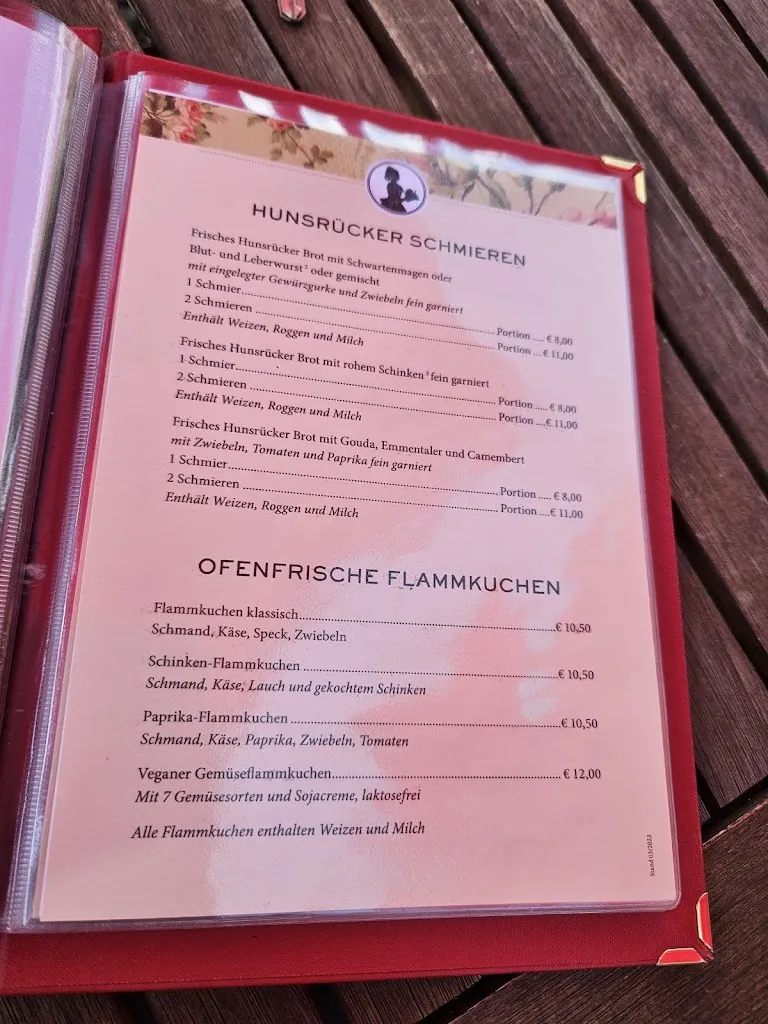 HUNSRÜCKER SCHMIEREN
Frisches Hunsrücker Brot mit Schwartenmagen oder
Blut- und Leberwurst² oder gemischt
mit eingelegter Gewürzgurke und Zwiebeln fein garniert
1 Schmier........ Portion .... € 8,00
2 Schmieren ........ Portion ... € 11,00
Enthält Weizen, Roggen und Milch
Frisches Hunsrücker Brot mit rohem Schinken ³ fein garniert
1 Schmier........ Portion ..... € 8,00
2 Schmieren ........ Portion ....€ 11,00
Enthält Weizen, Roggen und Milch
Frisches Hunsrücker Brot mit Gouda, Emmentaler und Camembert
mit Zwiebeln, Tomaten und Paprika fein garniert
1 Schmier........ Portion ..... € 8,00
2 Schmieren ........ Portion ....€ 11,00
Enthält Weizen, Roggen und Milch
OFENFRISCHE FLAMMKUCHEN
Flammkuchen klassisch........€ 10,50
Schmand, Käse, Speck, Zwiebeln
Schinken-Flammkuchen ........€ 10,50
Schmand, Käse, Lauch und gekochtem Schinken
Paprika-Flammkuchen ........€ 10,50
Schmand, Käse, Paprika, Zwiebeln, Tomaten
Veganer Gemüseflammkuchen........ € 12,00
Mit 7 Gemüsesorten und Sojacreme, laktosefrei
Alle Flammkuchen enthalten Weizen und Milch
Stand 03/2023